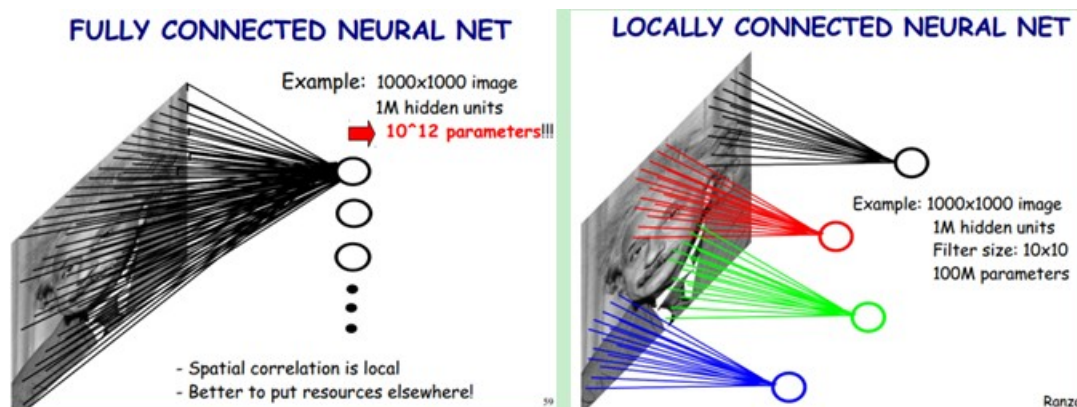 FULLY CONNECTED NEURAL NET
Example: 1000x1000 image
1M hidden units
10^12 parameters!!!
- Spatial correlation is local
- Better to put resources elsewhere!
59
LOCALLY CONNECTED NEURAL NET
Example: 1000x1000 image
1M hidden units
Filter size: 10x10
100M parameters